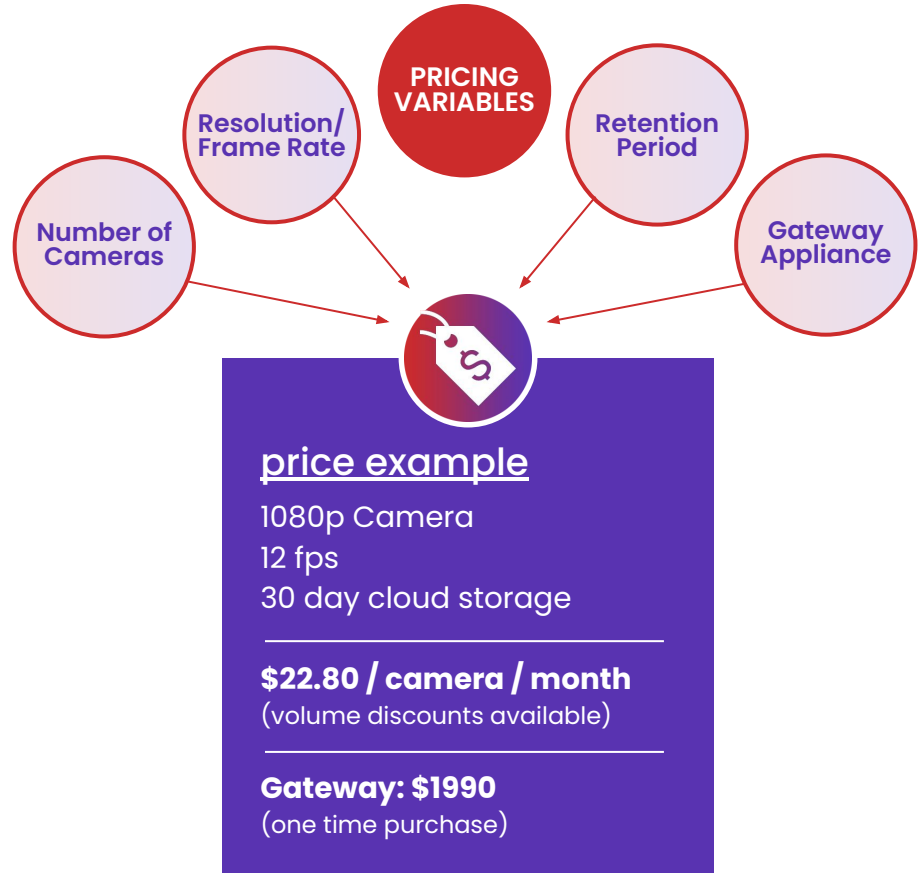 PRICING
VARIABLES
Resolution/
Frame Rate
Retention
Period
Number of
Cameras
Gateway
Appliance
$
price example
1080p Camera
12 fps
30 day cloud storage
$22.80 / camera / month
(volume discounts available)
Gateway: $1990
(one time purchase)